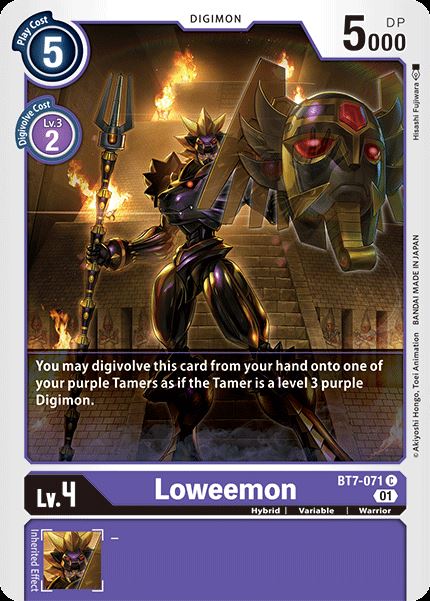 Play Cost
5
DIGIMON
DP
5000
Digivolve Cost
Lv.3
2
Hisashi Fujiwara
You may digivolve this card from your hand onto one of
your purple Tamers as if the Tamer is a level 3 purple
Digimon.
© Akiyoshi Hongo, Toei Animation BANDAI MADE IN JAPAN
Lv.4
Loweemon
BT7-071 C
01
Hybrid | Variable | Warrior
Inherited Effect
-